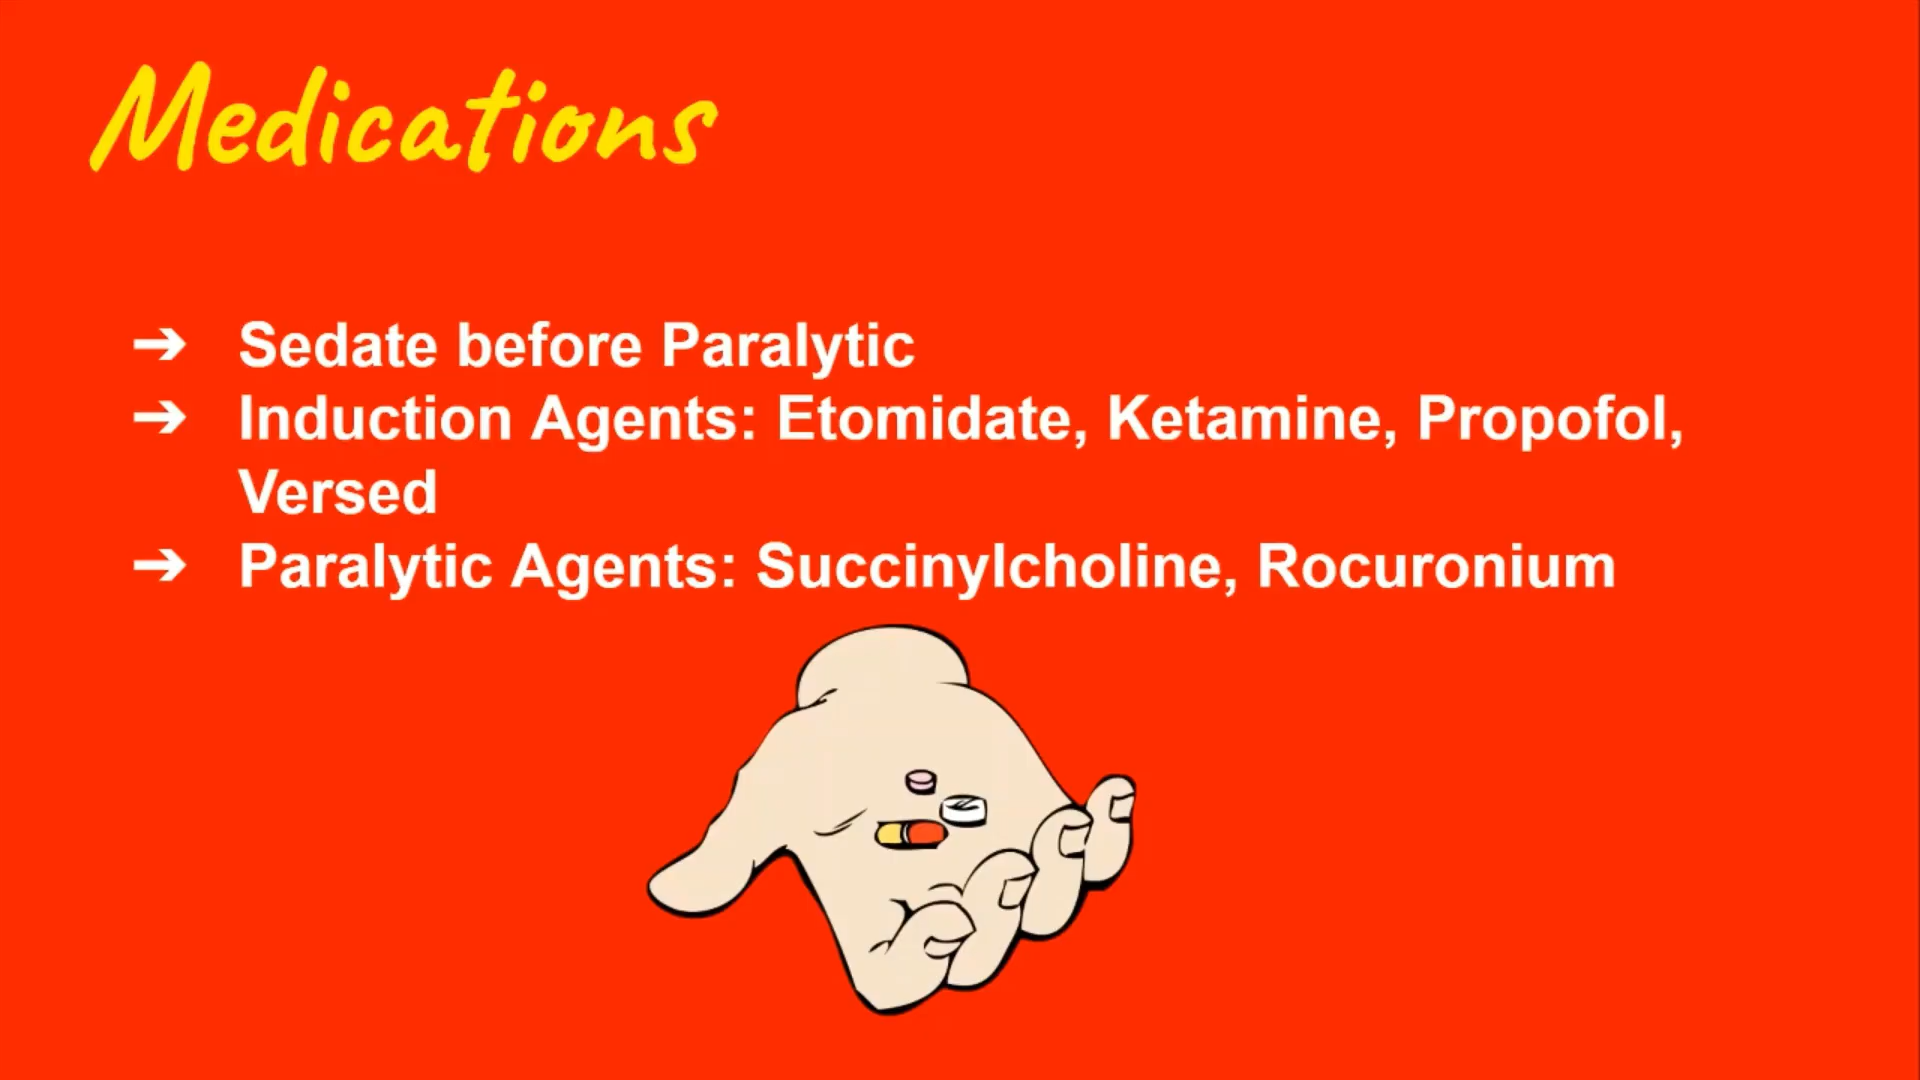 Medications
➔ Sedate before Paralytic
➔ Induction Agents: Etomidate, Ketamine, Propofol,
Versed
➔ Paralytic Agents: Succinylcholine, Rocuronium